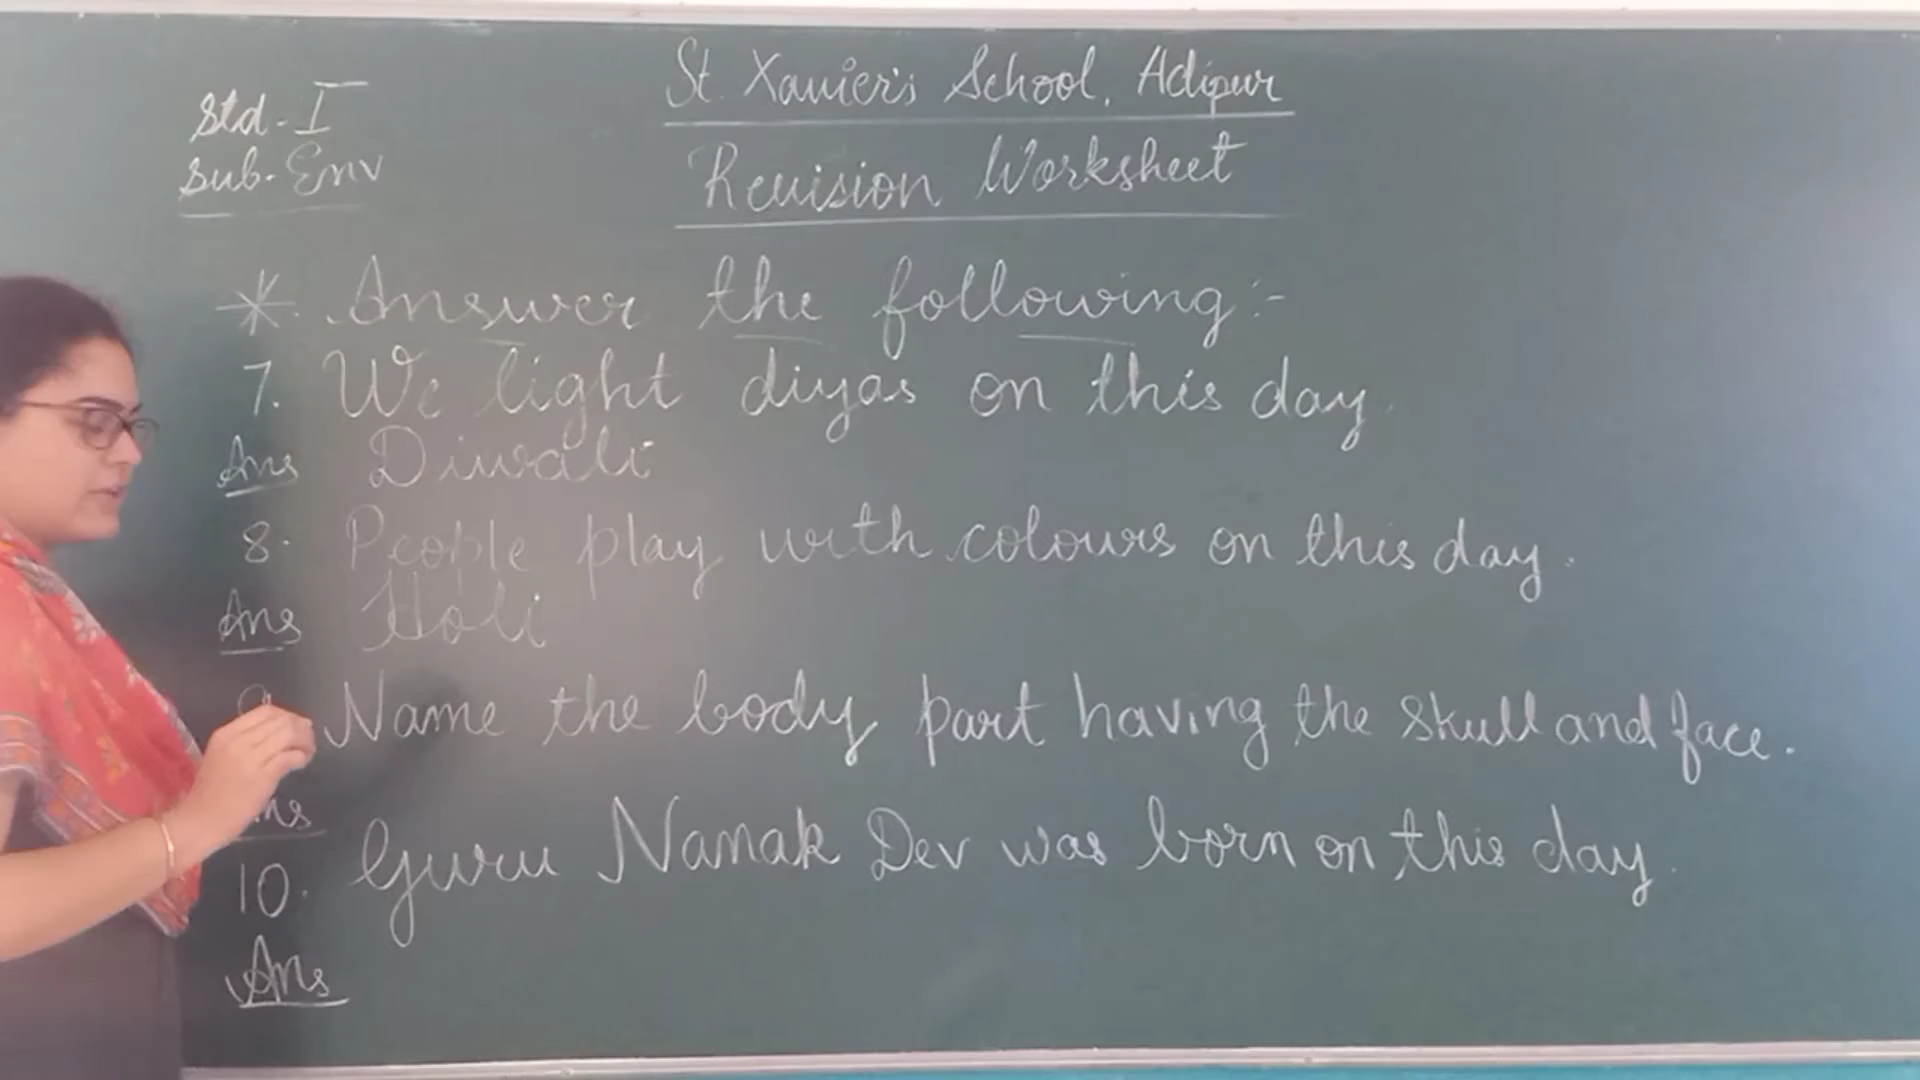 St. Xavier's School, Adipur
Std - I
Sub - Env
Revision Worksheet
* Answer the following :-
7. We light diyas on this day.
Ans Diwali
8. People play with colours on this day.
Ans Holi
9 Name the body part having the skull and face.
Ans
10. Guru Nanak Dev was born on this day.
Ans